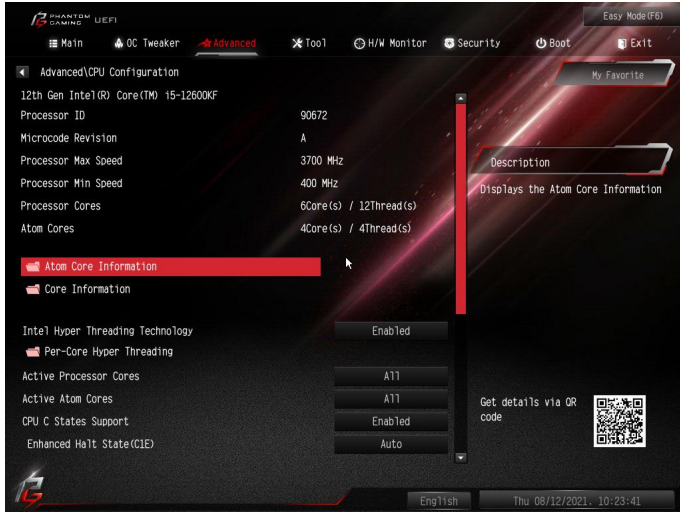 PHANTOM GAMING UEFI
Easy Mode(F6)
Main OC Tweaker Advanced Tool H/W Monitor Security Boot Exit
Advanced\CPU Configuration
My Favorite
12th Gen Intel(R) Core(TM) i5-12600KF
Processor ID 90672
Microcode Revision A
Processor Max Speed 3700 MHz
Processor Min Speed 400 MHz
Processor Cores 6Core(s) / 12Thread(s)
Atom Cores 4Core(s) / 4Thread(s)
Atom Core Information
Core Information
Intel Hyper Threading Technology Enabled
Per-Core Hyper Threading
Active Processor Cores All
Active Atom Cores All
CPU C States Support Enabled
Enhanced Halt State(C1E) Auto
Description
Displays the Atom Core Information
Get details via QR
code
English
Thu 08/12/2021. 10:23:41